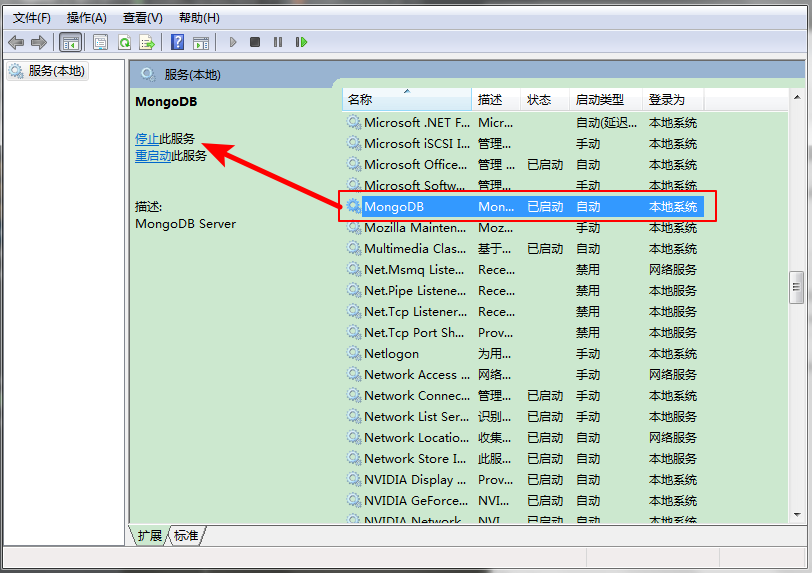 文件(F) 操作(A) 查看(V) 帮助(H)
服务(本地)
服务(本地)
MongoDB
停止此服务
重启动此服务
描述:
MongoDB Server
名称 描述 状态 启动类型 登录为
Microsoft .NET F... Micr... 自动(延迟... 本地系统
Microsoft iSCSI I... 管理... 手动 本地系统
Microsoft Office... 管理 ... 已启动 自动 本地系统
Microsoft Softw... 管理... 手动 本地系统
MongoDB Mon... 已启动 自动 本地系统
Mozilla Mainten... Moz... 手动 本地系统
Multimedia Clas... 基于... 已启动 自动 本地系统
Net.Msmq Liste... Rece... 禁用 网络服务
Net.Pipe Listene... Rece... 禁用 本地服务
Net.Tcp Listener... Rece... 禁用 本地服务
Net.Tcp Port Sh... Prov... 禁用 本地服务
Netlogon 为用... 手动 本地系统
Network Access ... 网络... 手动 网络服务
Network Connec... 管理... 已启动 手动 本地系统
Network List Ser... 识别... 已启动 手动 本地服务
Network Locatio... 收集... 已启动 自动 网络服务
Network Store I... 此服... 已启动 自动 本地服务
NVIDIA Display ... Prov... 已启动 自动 本地系统
NVIDIA GeForce... NVI... 已启动 自动 本地系统
NVIDIA Network... NVI... 已启动 自动 本地系统
扩展 标准